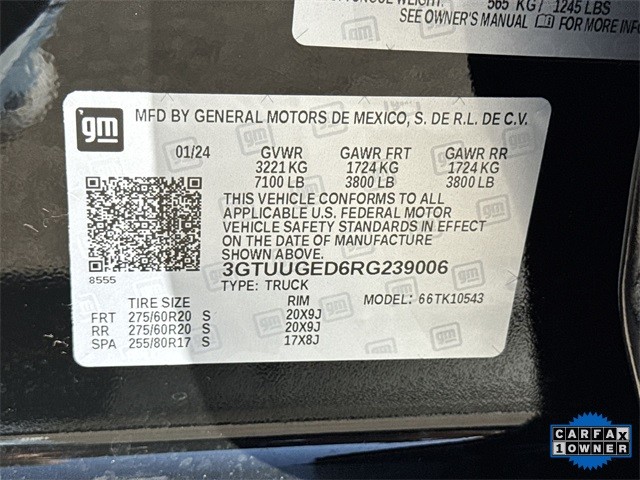 WEIGHT: 565 KG / 1245 LBS
SEE OWNER'S MANUAL FOR MORE INFO
gm
MFD BY GENERAL MOTORS DE MEXICO, S. DE R.L. DE C.V.
01/24 GVWR GAWR FRT GAWR RR
3221 KG 1724 KG 1724 KG
7100 LB 3800 LB 3800 LB
THIS VEHICLE CONFORMS TO ALL
APPLICABLE U.S. FEDERAL MOTOR
VEHICLE SAFETY STANDARDS IN EFFECT
ON THE DATE OF MANUFACTURE
SHOWN ABOVE.
8555
3GTUUGED6RG239006
TYPE: TRUCK
TIRE SIZE RIM MODEL: 66TK10543
FRT 275/60R20 S 20X9J
RR 275/60R20 S 20X9J
SPA 255/80R17 S 17X8J
CARFAX
1 OWNER